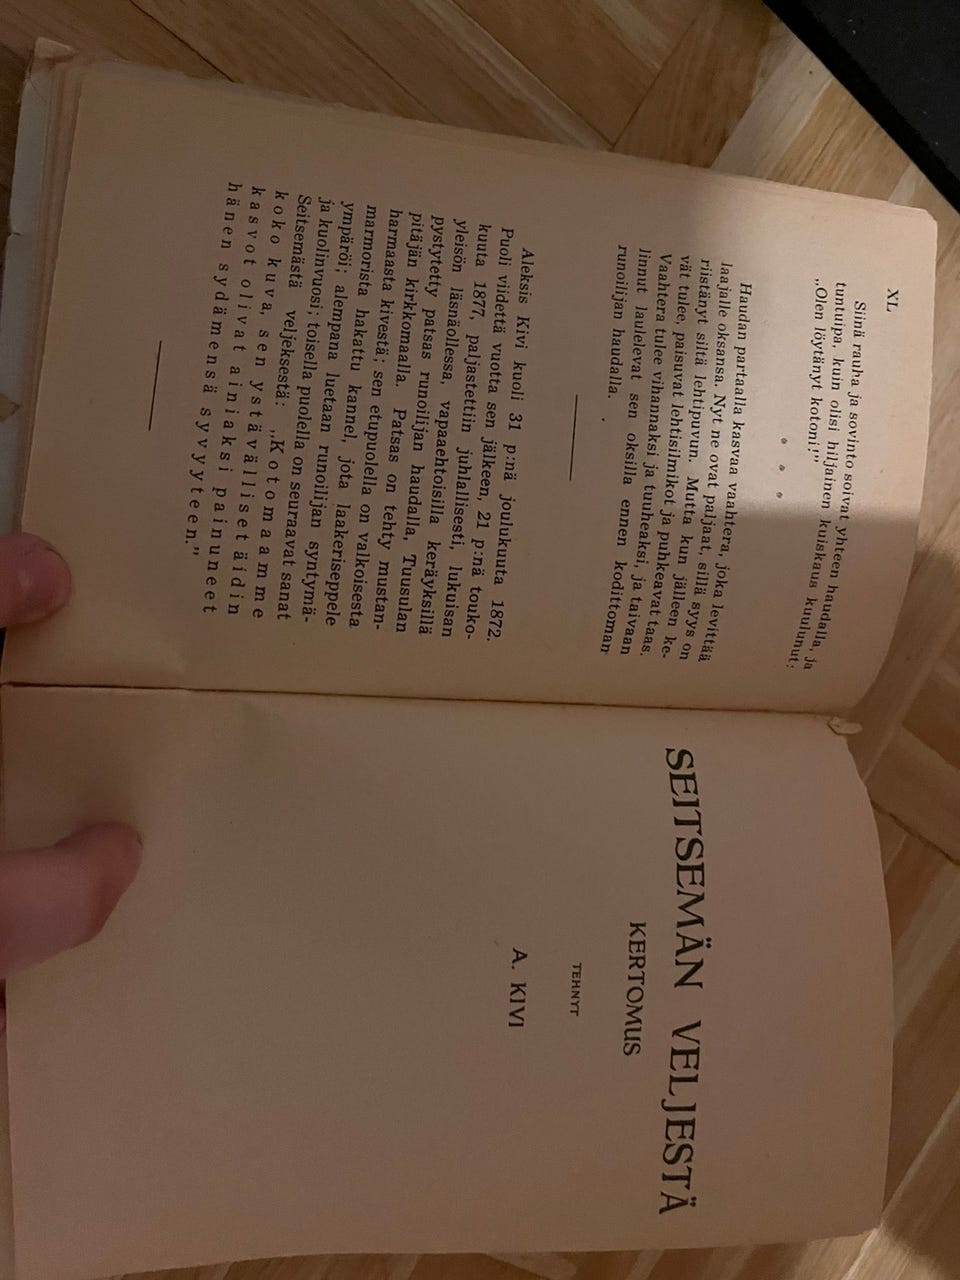 XL
Siinä rauha ja sovinto soivat yhteen haudalla, ja
tuntuipa, kuin olisi hiljainen kuiskaus kuulunut:
„Olen löytänyt kotoni!"
Haudan partaalla kasvaa vaahtera, joka levittää
laajalle oksansa. Nyt ne ovat paljaat, sillä syys on
riistänyt siltä lehtipuvun. Mutta kun jälleen ke-
vät tulee, paisuvat lehtisilmikot ja puhkeavat taas.
Vaahtera tulee vihannaksi ja tuuheaksi, ja taivaan
linnut laulelevat sen oksilla ennen kodittoman
runoilijan haudalla.
Aleksis Kivi kuoli 31 p:nä joulukuuta 1872.
Puoli viidettä vuotta sen jälkeen, 21 p:nä touko-
kuuta 1877, paljastettiin juhlallisesti, lukuisan
yleisön läsnäollessa, vapaaehtoisilla keräyksillä
pystytetty patsas runoilijan haudalla, Tuusulan
pitäjän kirkkomaalla. Patsas on tehty mustan-
harmaasta kivestä; sen etupuolella on valkoisesta
marmorista hakattu kannel, jota laakeriseppele
ympäröi; alempana luetaan runoilijan syntymä-
ja kuolinvuosi; toisella puolella on seuraavat sanat
Seitsemästä veljeksestä: „Kotomaamme
koko kuva, sen ystävälliset äidin
kasvot olivat ainiaksi painuneet
hänen sydämensä syvyyteen."
SEITSEMÄN VELJESTÄ
KERTOMUS
TEHNYT
A. KIVI